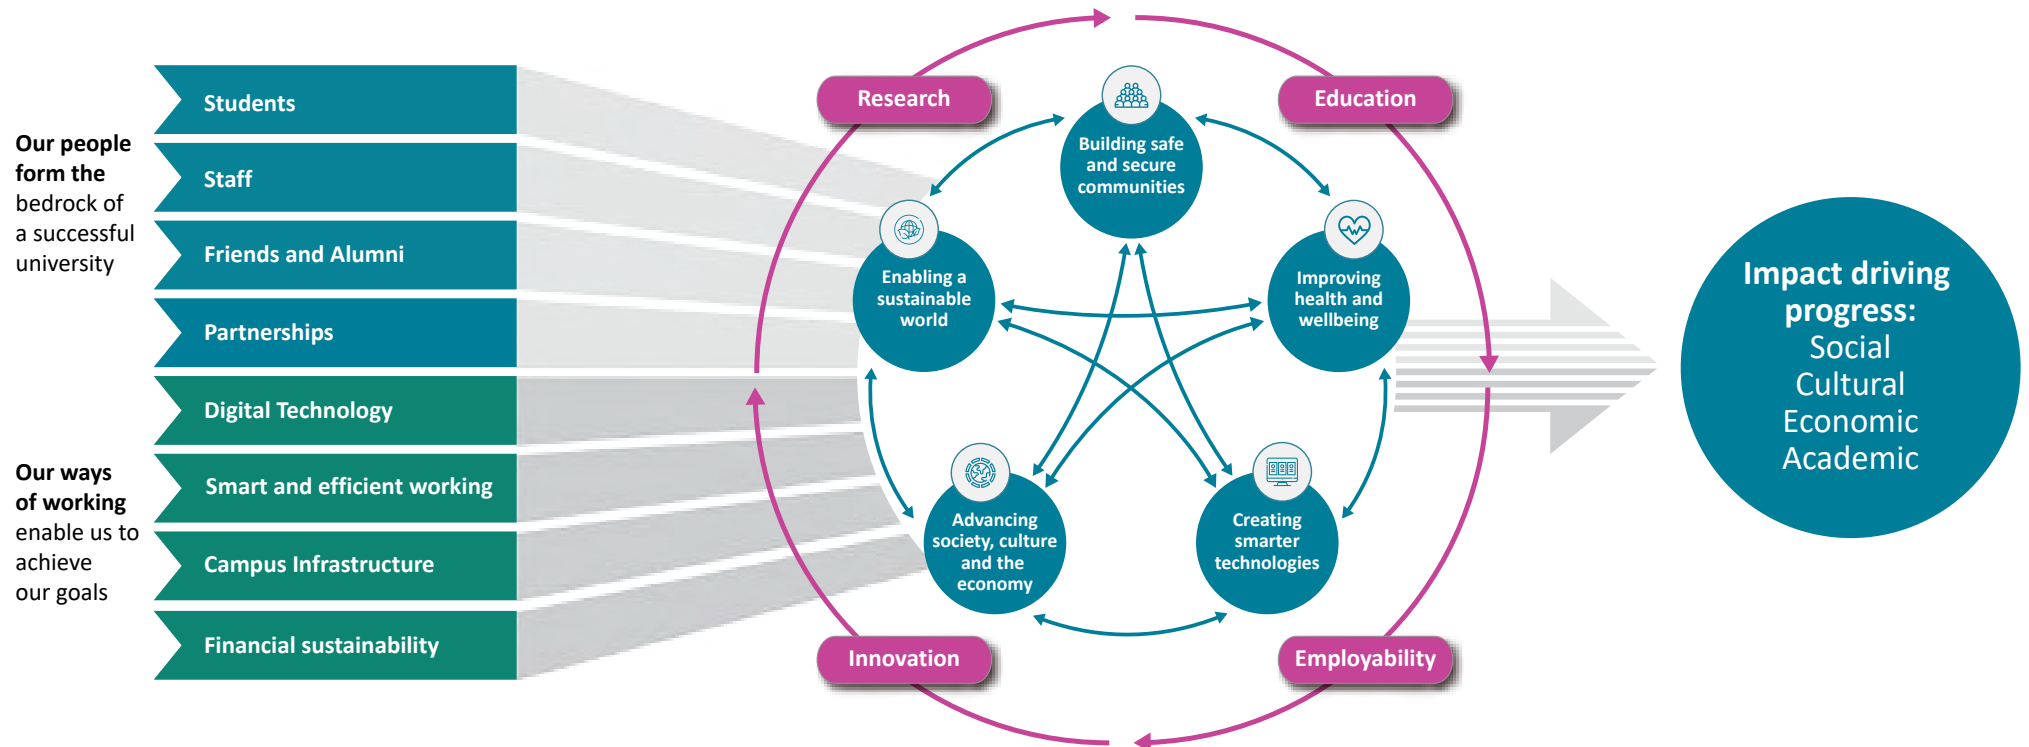 Our people
form the
bedrock of
a successful
university
Students
Staff
Friends and Alumni
Partnerships
Our ways
of working
enable us to
achieve
our goals
Digital Technology
Smart and efficient working
Campus Infrastructure
Financial sustainability
Research
Education
Innovation
Employability
Building safe
and secure
communities
Enabling a
sustainable
world
Improving
health and
wellbeing
Advancing
society, culture
and the
economy
Creating
smarter
technologies
Impact driving
progress:
Social
Cultural
Economic
Academic